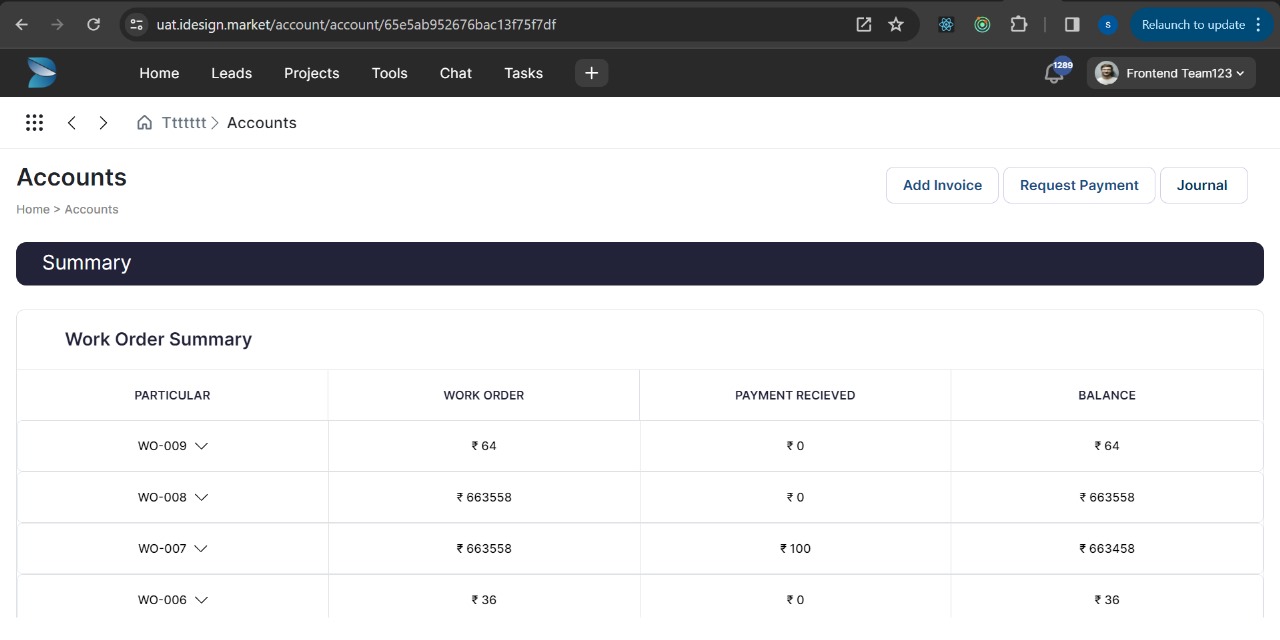 uat.idesign.market/account/account/65e5ab952676bac13f75f7df
s
Relaunch to update
Home Leads Projects Tools Chat Tasks +
1289
Frontend Team123
Tttttt > Accounts
Accounts
Home > Accounts
Add Invoice Request Payment Journal
Summary
Work Order Summary
PARTICULAR WORK ORDER PAYMENT RECIEVED BALANCE
WO-009 ₹ 64 ₹ 0 ₹ 64
WO-008 ₹ 663558 ₹ 0 ₹ 663558
WO-007 ₹ 663558 ₹ 100 ₹ 663458
WO-006 ₹ 36 ₹ 0 ₹ 36